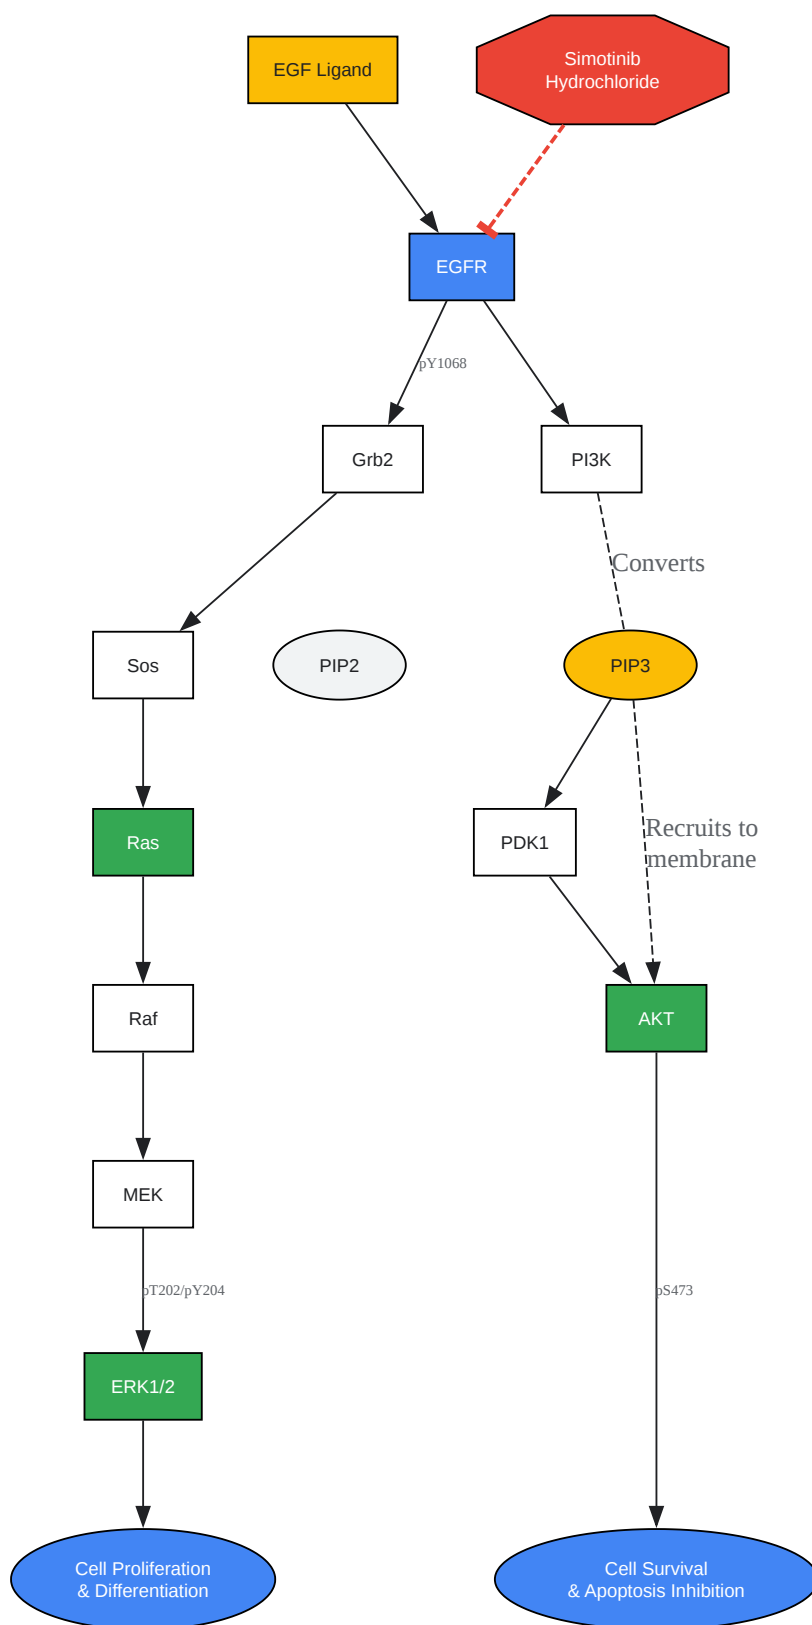 EGF Ligand
Simotinib
Hydrochloride
EGFR
pY1068
Grb2
PI3K
Converts
Sos
PIP2
PIP3
Recruits to
membrane
Ras
PDK1
Raf
AKT
MEK
pT202/pY204
pS473
ERK1/2
Cell Proliferation
& Differentiation
Cell Survival
& Apoptosis Inhibition